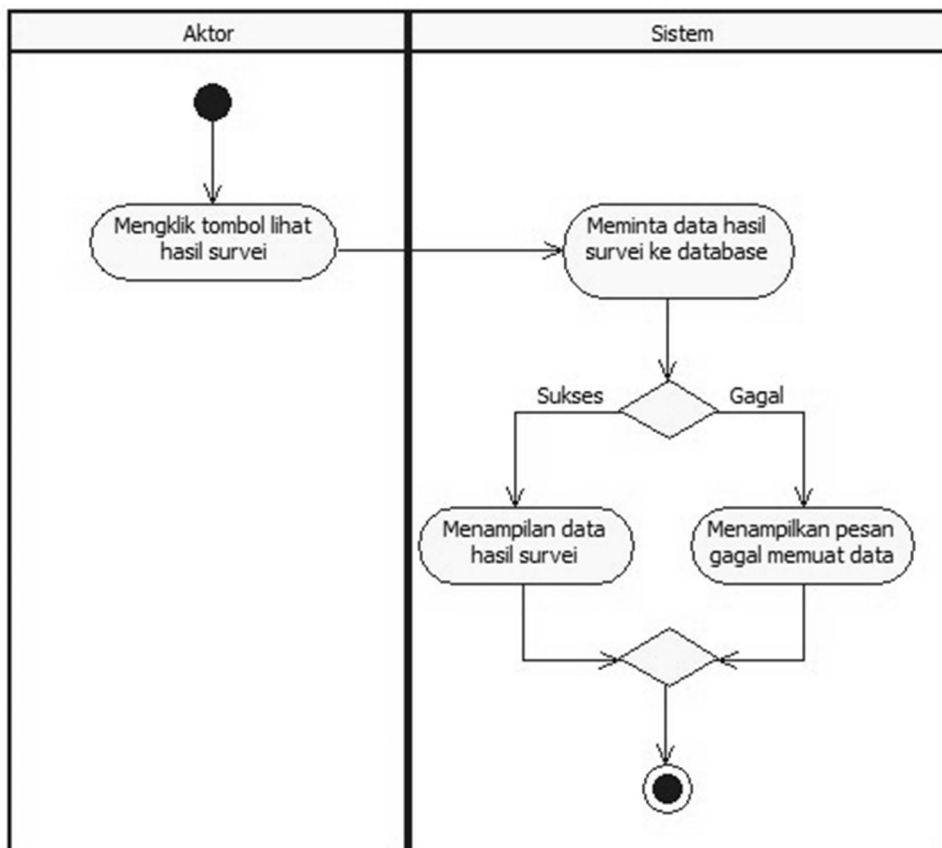 Aktor
Sistem
Mengklik tombol lihat
hasil survei
Meminta data hasil
survei ke database
Sukses
Gagal
Menampilan data
hasil survei
Menampilkan pesan
gagal memuat data